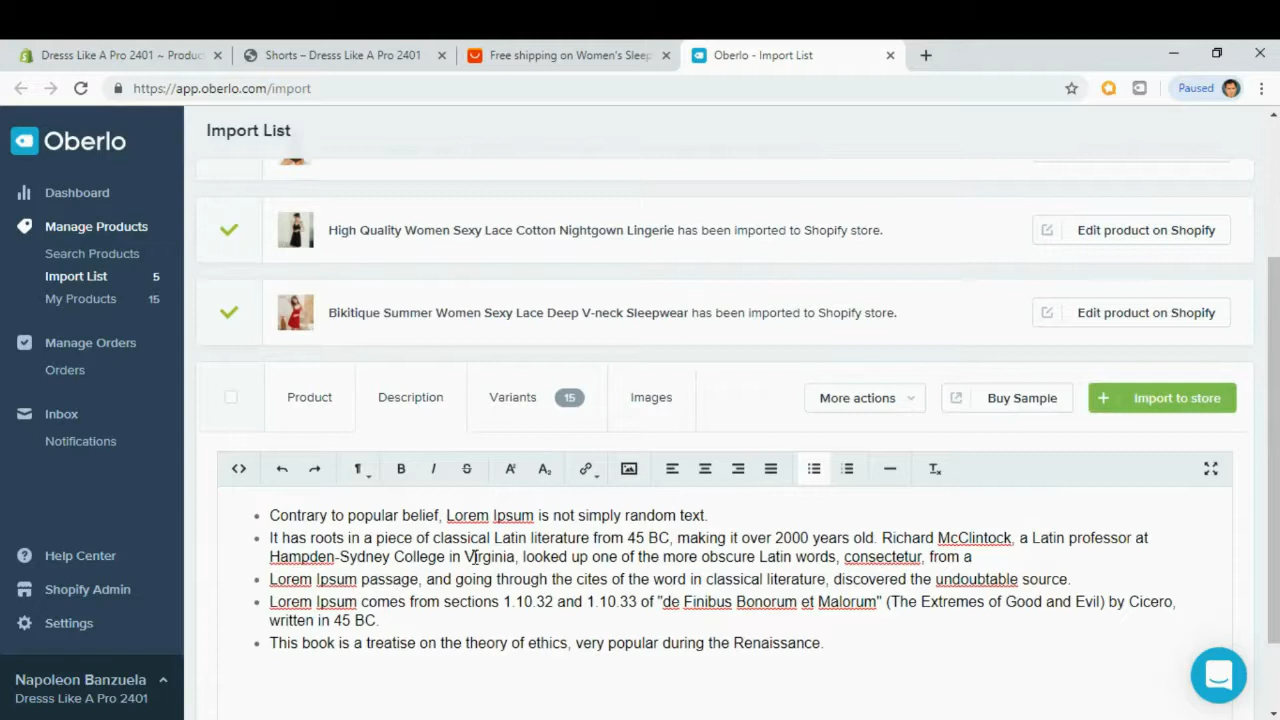 Dresss Like A Pro 2401 ~ Produc
Shorts – Dresss Like A Pro 2401
Free shipping on Women's Sleep
Oberlo - Import List
https://app.oberlo.com/import
Paused
Oberlo
Import List
Dashboard
Manage Products
Search Products
Import List 5
My Products 15
Manage Orders
Orders
Inbox
Notifications
Help Center
Shopify Admin
Settings
Napoleon Banzuela
Dresss Like A Pro 2401
High Quality Women Sexy Lace Cotton Nightgown Lingerie has been imported to Shopify store.
Edit product on Shopify
Bikitique Summer Women Sexy Lace Deep V-neck Sleepwear has been imported to Shopify store.
Edit product on Shopify
Product
Description
Variants 15
Images
More actions
Buy Sample
Import to store
Contrary to popular belief, Lorem Ipsum is not simply random text.
It has roots in a piece of classical Latin literature from 45 BC, making it over 2000 years old. Richard McClintock, a Latin professor at
Hampden-Sydney College in Virginia, looked up one of the more obscure Latin words, consectetur, from a
Lorem Ipsum passage, and going through the cites of the word in classical literature, discovered the undoubtable source.
Lorem Ipsum comes from sections 1.10.32 and 1.10.33 of "de Finibus Bonorum et Malorum" (The Extremes of Good and Evil) by Cicero,
written in 45 BC.
This book is a treatise on the theory of ethics, very popular during the Renaissance.